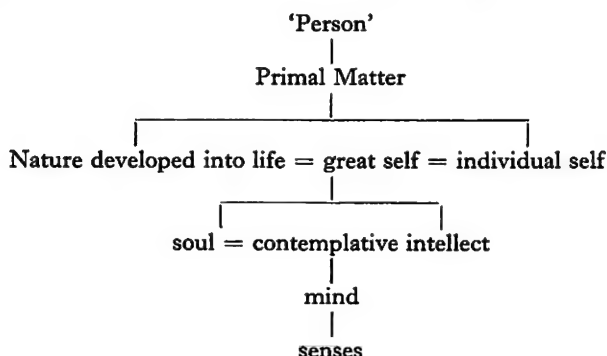 ‘Person’
Primal Matter
Nature developed into life = great self = individual self
soul = contemplative intellect
mind
senses